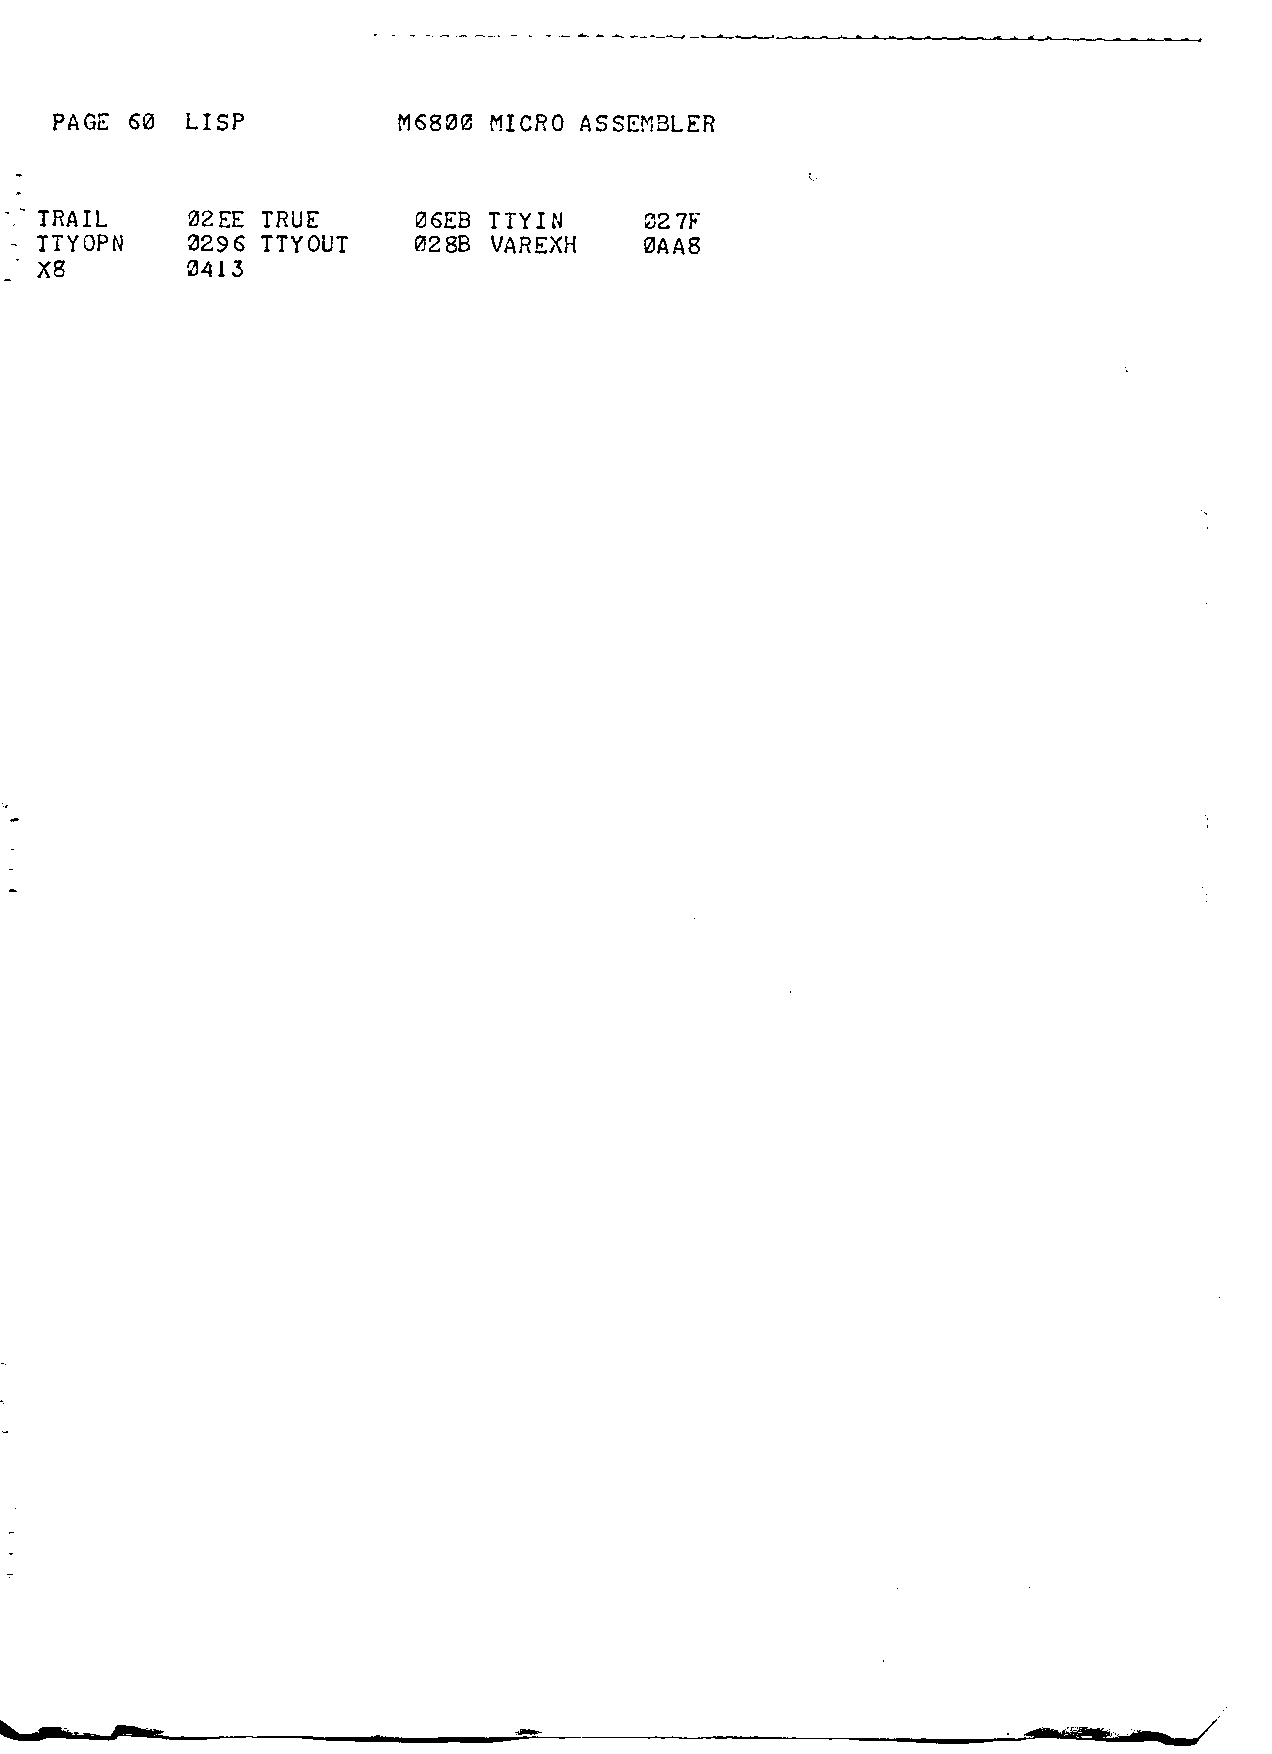 PAGE 60  LISP          M6800 MICRO ASSEMBLER
TRAIL     02EE TRUE      06EB TTYIN     027F
TTYOPN    0296 TTYOUT    028B VAREXH    0AA8
X8        0413